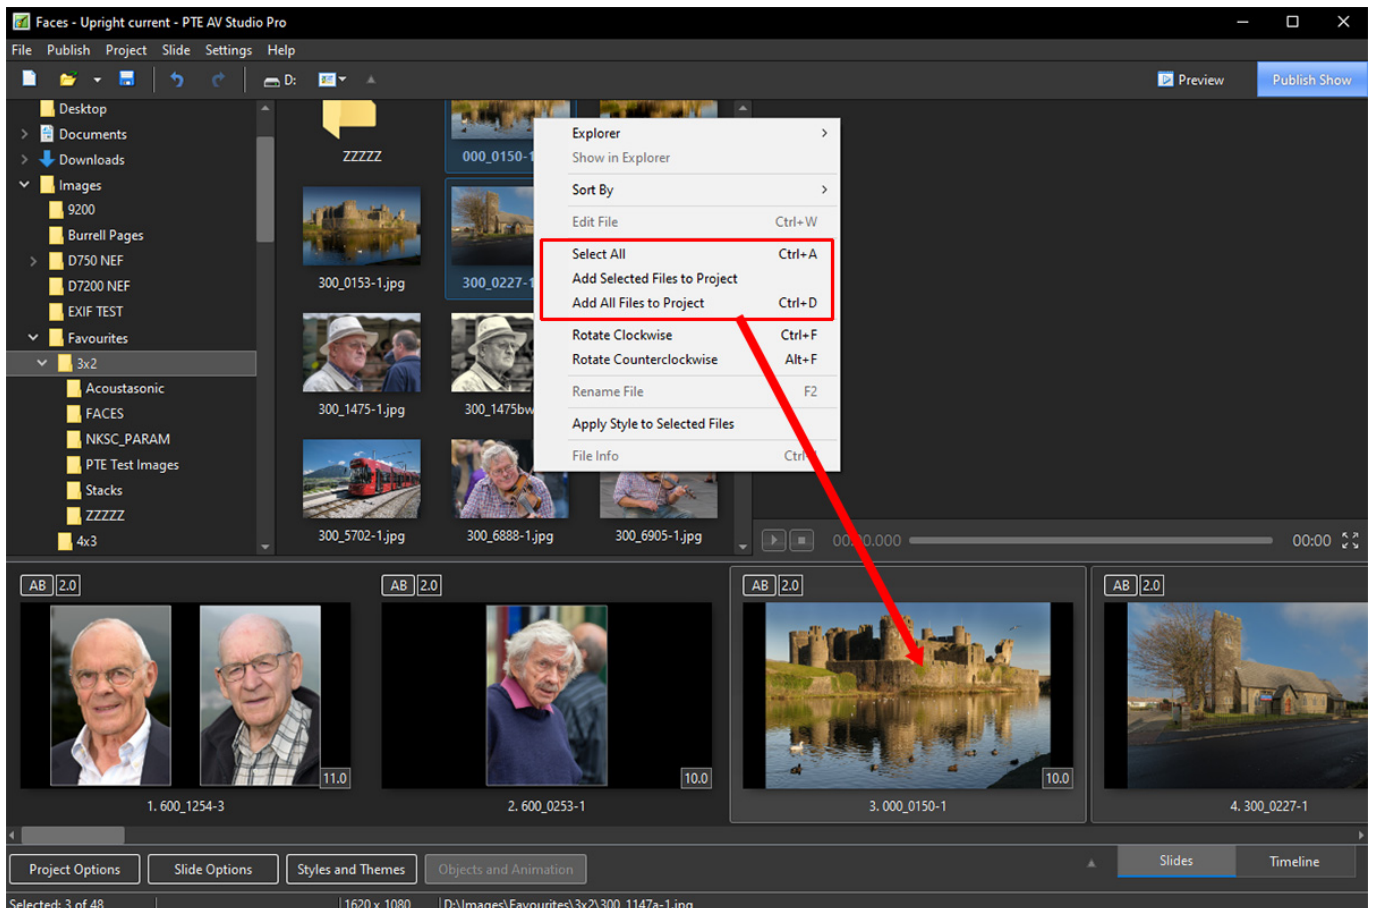 Faces - Upright current - PTE AV Studio Pro
File Publish Project Slide Settings Help
D:
Preview
Publish Show
Desktop
Documents
Downloads
Images
9200
Burrell Pages
D750 NEF
D7200 NEF
EXIF TEST
Favourites
3x2
Acoustasonic
FACES
NKSC_PARAM
PTE Test Images
Stacks
ZZZZZ
4x3
ZZZZZ
000_0150-1
300_0153-1.jpg
300_0227-1
300_1475-1.jpg
300_1475bw
300_5702-1.jpg
300_6888-1.jpg
300_6905-1.jpg
Explorer
Show in Explorer
Sort By
Edit File Ctrl+W
Select All Ctrl+A
Add Selected Files to Project
Add All Files to Project Ctrl+D
Rotate Clockwise Ctrl+F
Rotate Counterclockwise Alt+F
Rename File F2
Apply Style to Selected Files
File Info
00:00
AB 2.0
AB 2.0
AB 2.0
AB 2.0
11.0
10.0
10.0
1. 600_1254-3
2. 600_0253-1
3. 000_0150-1
4. 300_0227-1
Project Options
Slide Options
Styles and Themes
Objects and Animation
Slides
Timeline
Selected: 3 of 48
1620 x 1080
D:\Images\Favourites\3x2\300_1147a-1.jpg